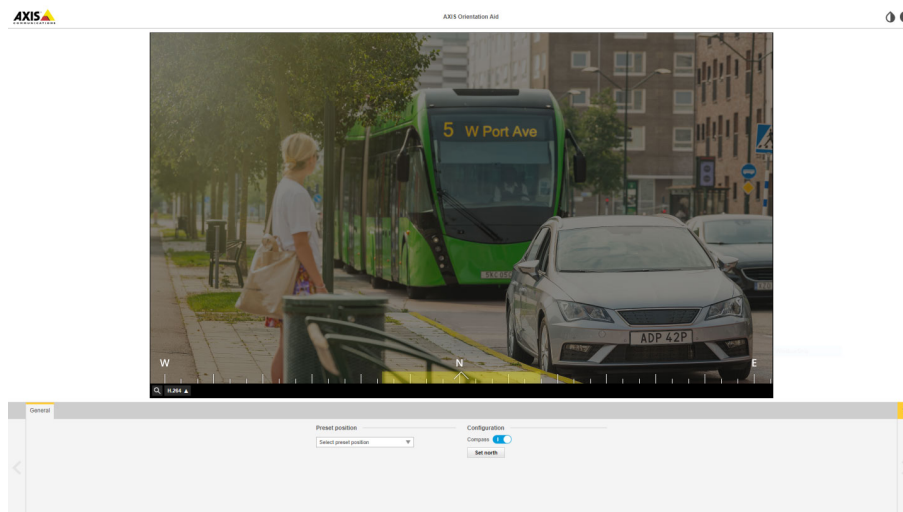 AXIS
COMMUNICATIONS
AXIS Orientation Aid
5 W Port Ave
ADP 42P
W N E
H.264
General
Preset position
Select preset position
Configuration
Compass
Set north